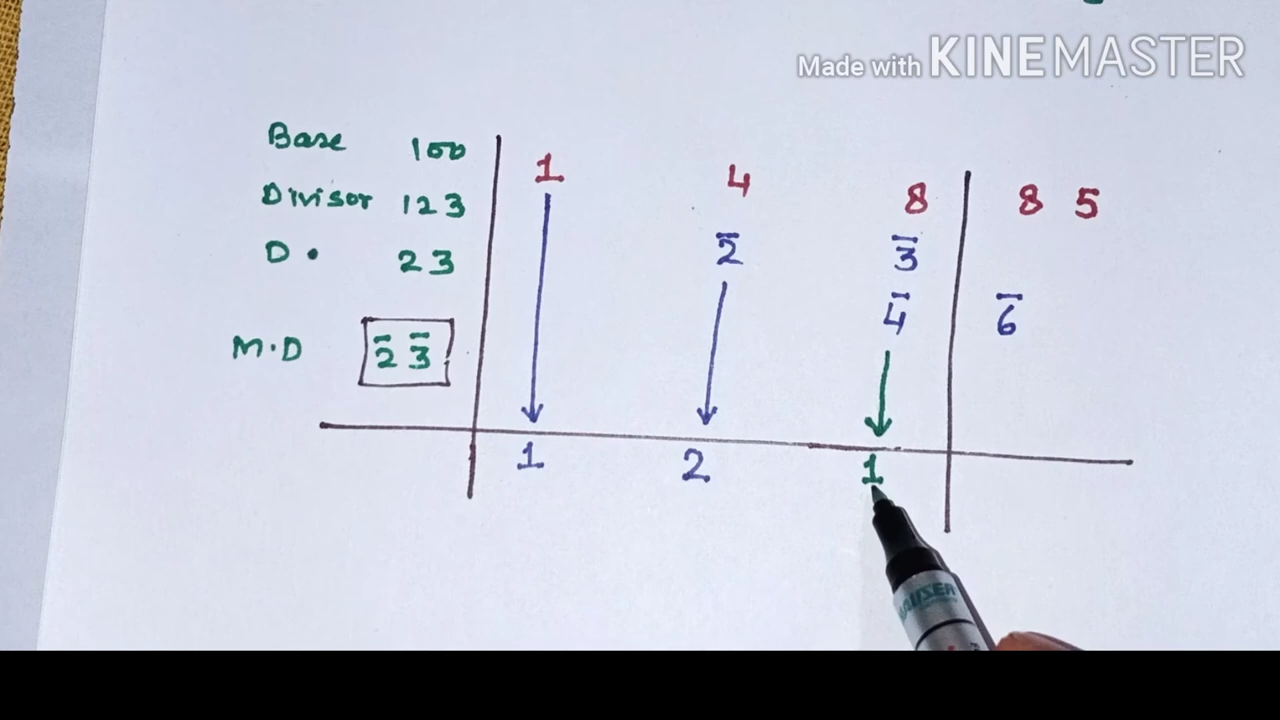 Made with KINEMASTER
Base 100 1 4 8 8 5
Divisor 123
D. 23 2̅ 3̅
4̅ 6̅
M.D 2̅ 3̅
1 2 1